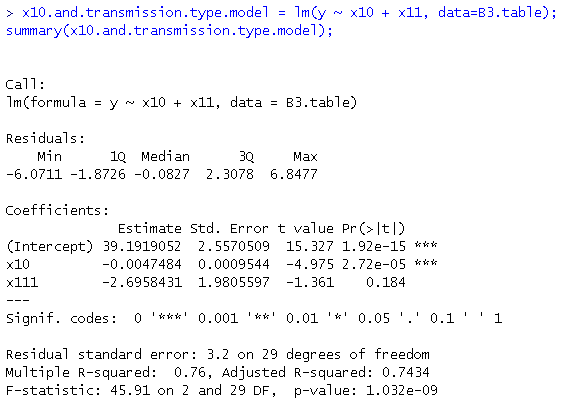 > x10.and.transmission.type.model = lm(y ~ x10 + x11, data=B3.table);
summary(x10.and.transmission.type.model);
Call:
lm(formula = y ~ x10 + x11, data = B3.table)
Residuals:
    Min      1Q  Median      3Q     Max
-6.0711 -1.8726 -0.0827  2.3078  6.8477
Coefficients:
              Estimate Std. Error t value Pr(>|t|)
(Intercept) 39.1919052  2.5570509  15.327 1.92e-15 ***
x10         -0.0047484  0.0009544  -4.975 2.72e-05 ***
x111        -2.6958431  1.9805597  -1.361    0.184
---
Signif. codes:  0 '***' 0.001 '**' 0.01 '*' 0.05 '.' 0.1 ' ' 1
Residual standard error: 3.2 on 29 degrees of freedom
Multiple R-squared:  0.76, Adjusted R-squared: 0.7434
F-statistic: 45.91 on 2 and 29 DF,  p-value: 1.032e-09